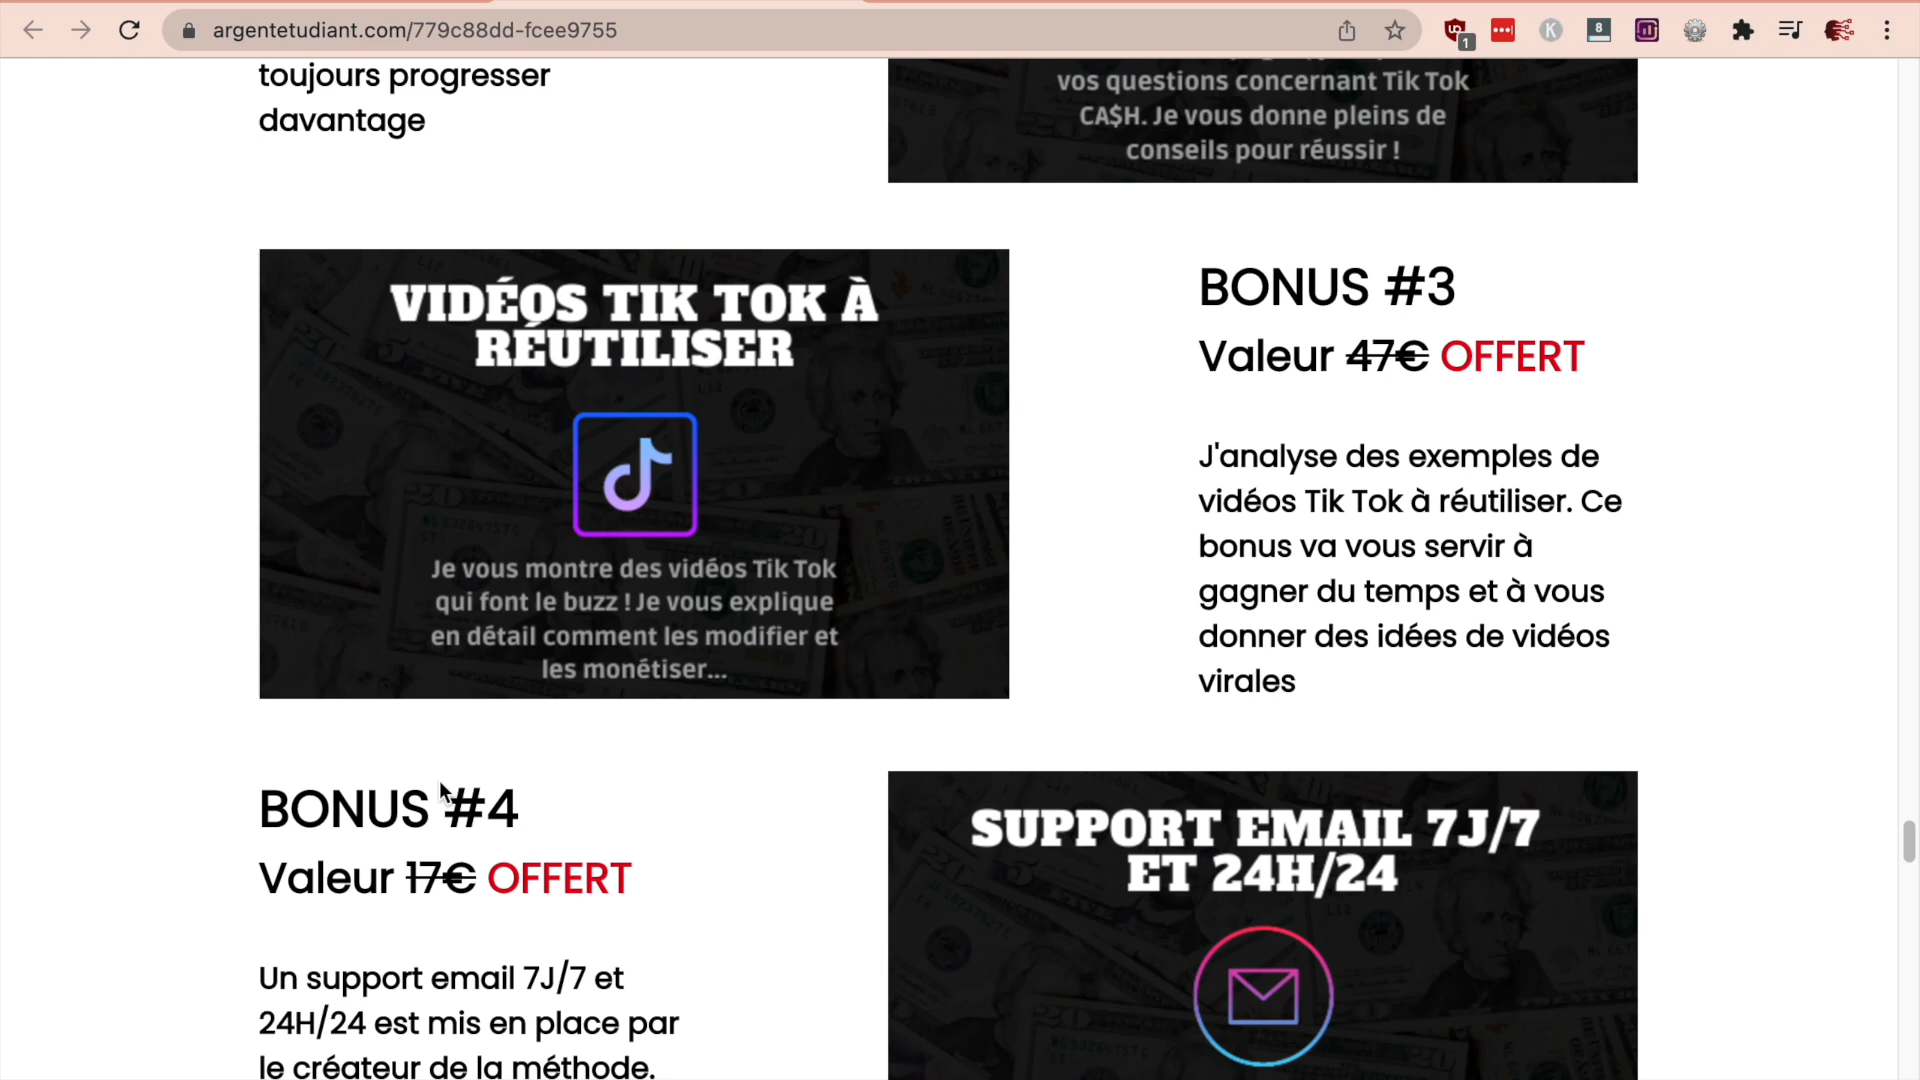 argentetudiant.com/779c88dd-fcee9755
1
8
K
toujours progresser
davantage
vos questions concernant Tik Tok
CA$H. Je vous donne pleins de
conseils pour réussir !
VIDÉOS TIK TOK À
RÉUTILISER
Je vous montre des vidéos Tik Tok
qui font le buzz ! Je vous explique
en détail comment les modifier et
les monétiser...
BONUS #3
Valeur 47€ OFFERT
J'analyse des exemples de
vidéos Tik Tok à réutiliser. Ce
bonus va vous servir à
gagner du temps et à vous
donner des idées de vidéos
virales
BONUS #4
Valeur 17€ OFFERT
Un support email 7J/7 et
24H/24 est mis en place par
le créateur de la méthode.
SUPPORT EMAIL 7J/7
ET 24H/24